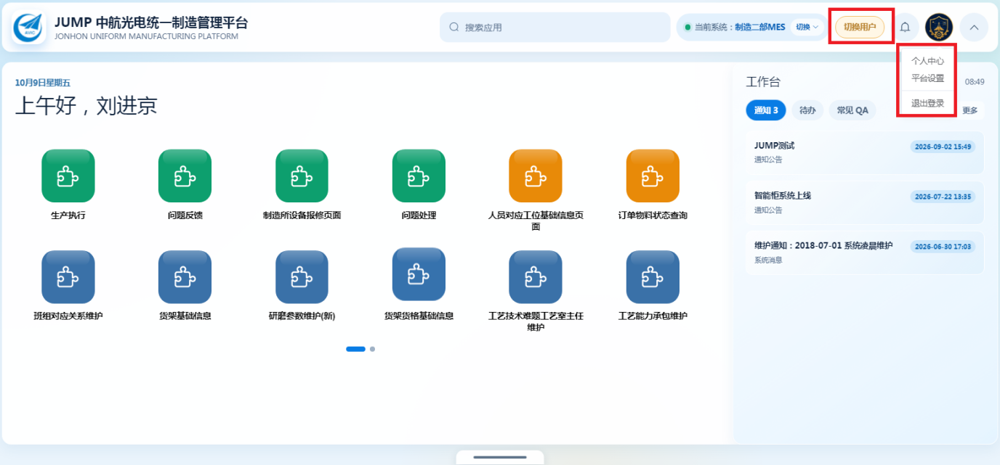 AVIC
JUMP 中航光电统一制造管理平台
JONHON UNIFORM MANUFACTURING PLATFORM
搜索应用
当前系统：制造二部MES
切换
切换用户
个人中心
平台设置
退出登录
10月9日星期五
上午好，刘进京
生产执行
问题反馈
制造所设备报修页面
问题处理
人员对应工位基础信息页
面
订单物料状态查询
班组对应关系维护
货架基础信息
研磨参数维护(新)
货架货格基础信息
工艺技术难题工艺室主任
维护
工艺能力承包维护
工作台
08:49
通知 3
待办
常见 QA
更多
JUMP测试
2026-09-02 15:49
通知公告
智能柜系统上线
2026-07-22 13:35
通知公告
维护通知：2018-07-01 系统凌晨维护
2026-06-30 17:03
系统消息